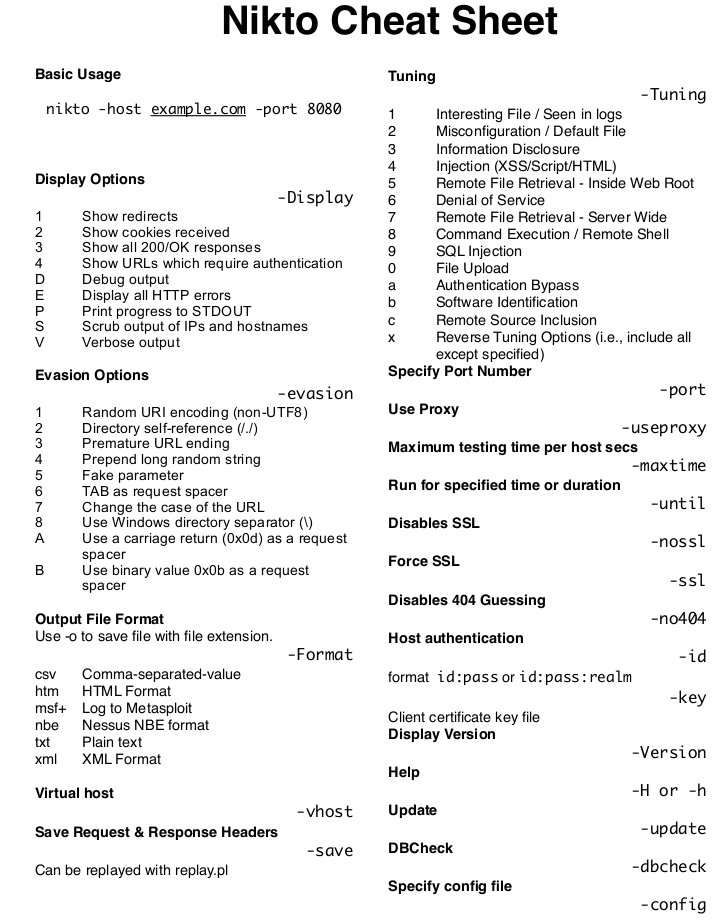 Nikto Cheat Sheet
Basic Usage
nikto -host example.com -port 8080
Display Options
-Display
1 Show redirects
2 Show cookies received
3 Show all 200/OK responses
4 Show URLs which require authentication
D Debug output
E Display all HTTP errors
P Print progress to STDOUT
S Scrub output of IPs and hostnames
V Verbose output
Evasion Options
-evasion
1 Random URI encoding (non-UTF8)
2 Directory self-reference (/./)
3 Premature URL ending
4 Prepend long random string
5 Fake parameter
6 TAB as request spacer
7 Change the case of the URL
8 Use Windows directory separator (\)
A Use a carriage return (0x0d) as a request
spacer
B Use binary value 0x0b as a request
spacer
Output File Format
Use -o to save file with file extension.
-Format
csv Comma-separated-value
htm HTML Format
msf+ Log to Metasploit
nbe Nessus NBE format
txt Plain text
xml XML Format
Virtual host
-vhost
Save Request & Response Headers
-save
Can be replayed with replay.pl
Tuning
-Tuning
1 Interesting File / Seen in logs
2 Misconfiguration / Default File
3 Information Disclosure
4 Injection (XSS/Script/HTML)
5 Remote File Retrieval - Inside Web Root
6 Denial of Service
7 Remote File Retrieval - Server Wide
8 Command Execution / Remote Shell
9 SQL Injection
0 File Upload
a Authentication Bypass
b Software Identification
c Remote Source Inclusion
x Reverse Tuning Options (i.e., include all
except specified)
Specify Port Number
-port
Use Proxy
-useproxy
Maximum testing time per host secs
-maxtime
Run for specified time or duration
-until
Disables SSL
-nossl
Force SSL
-ssl
Disables 404 Guessing
-no404
Host authentication
-id
format id:pass or id:pass:realm
-key
Client certificate key file
Display Version
-Version
Help
-H or -h
Update
-update
DBCheck
-dbcheck
Specify config file
-config